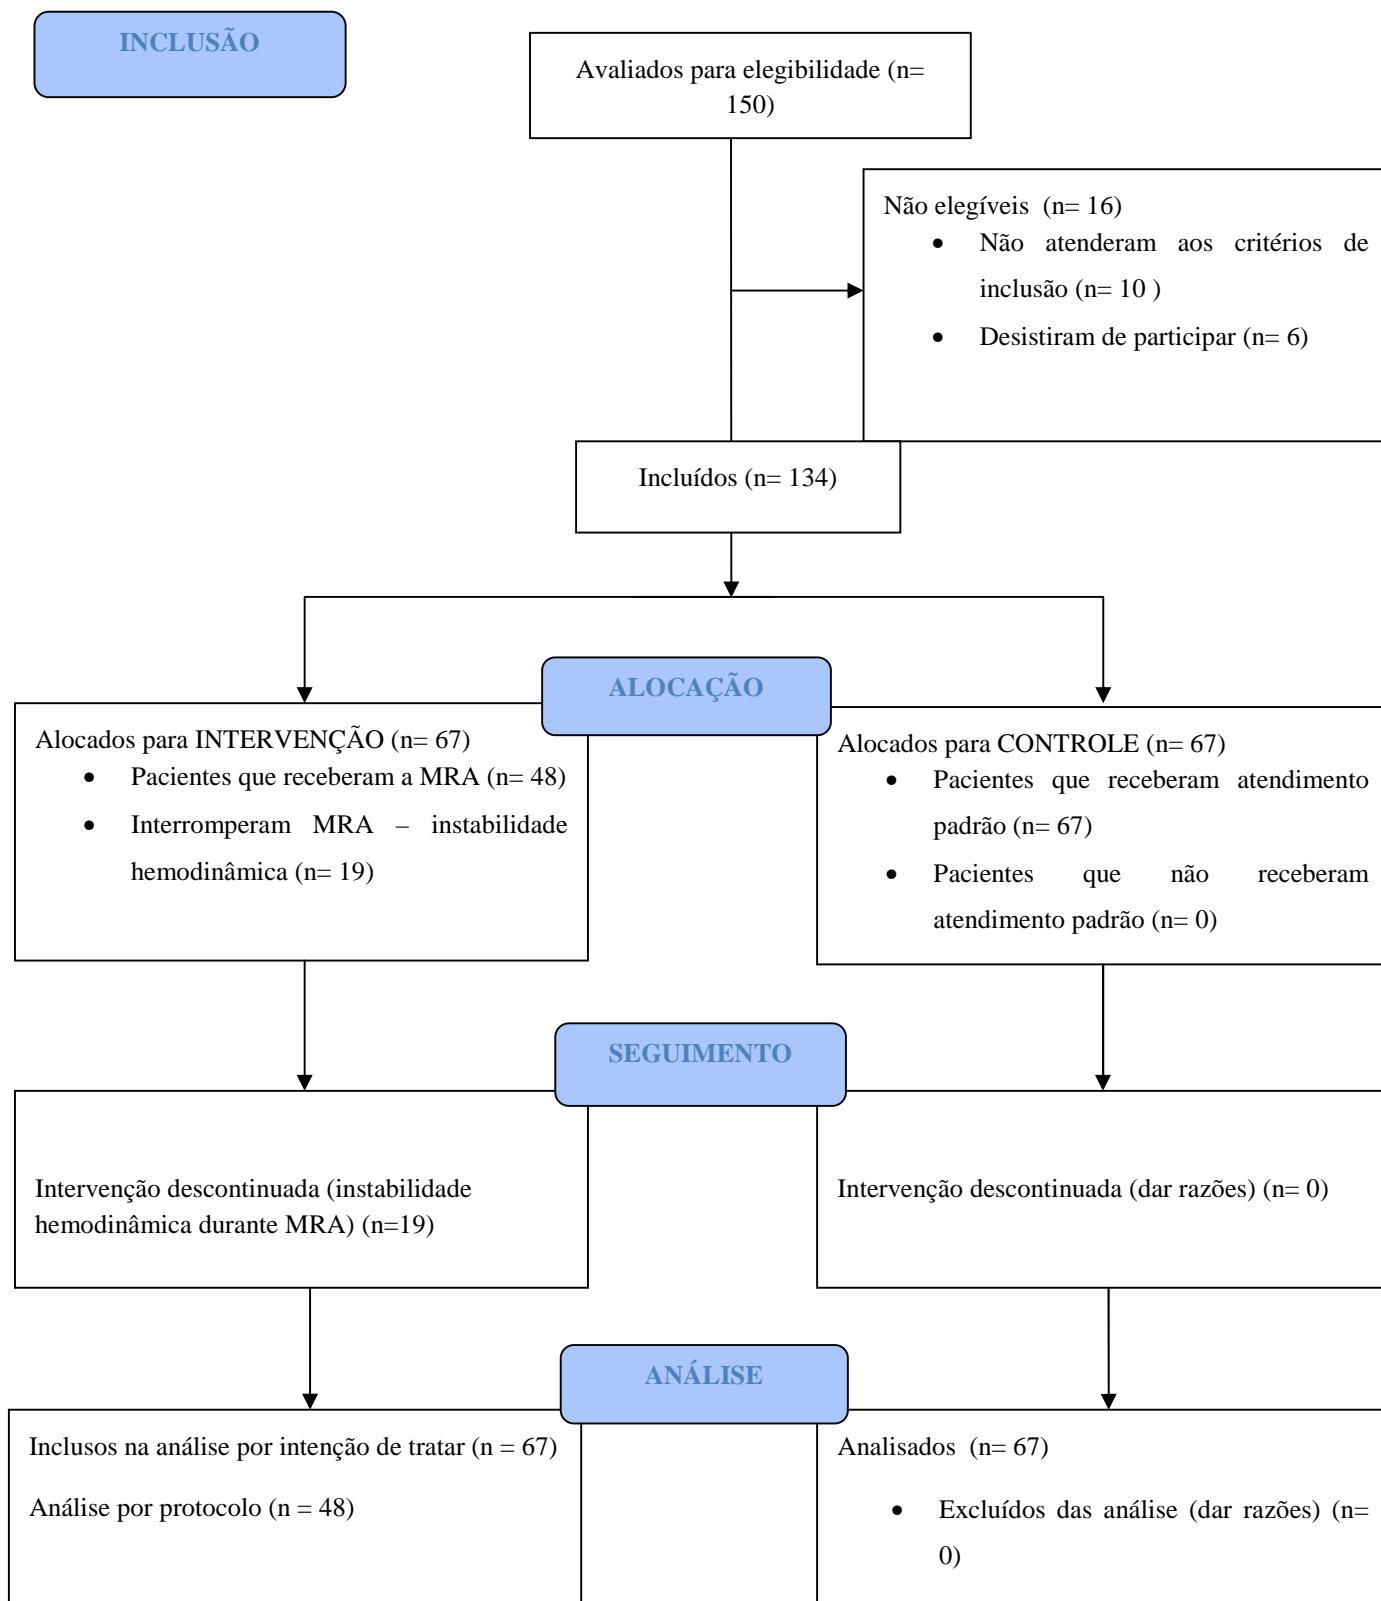 INCLUSÃO
Avaliados para elegibilidade (n=
150)
Não elegíveis (n= 16)
• Não atenderam aos critérios de
inclusão (n= 10 )
• Desistiram de participar (n= 6)
Incluídos (n= 134)
ALOCAÇÃO
Alocados para INTERVENÇÃO (n= 67)
• Pacientes que receberam a MRA (n= 48)
• Interromperam MRA – instabilidade
hemodinâmica (n= 19)
Alocados para CONTROLE (n= 67)
• Pacientes que receberam atendimento
padrão (n= 67)
• Pacientes que não receberam
atendimento padrão (n= 0)
SEGUIMENTO
Intervenção descontinuada (instabilidade
hemodinâmica durante MRA) (n=19)
Intervenção descontinuada (dar razões) (n= 0)
ANÁLISE
Inclusos na análise por intenção de tratar (n = 67)
Análise por protocolo (n = 48)
Analisados (n= 67)
• Excluídos das análise (dar razões) (n=
0)